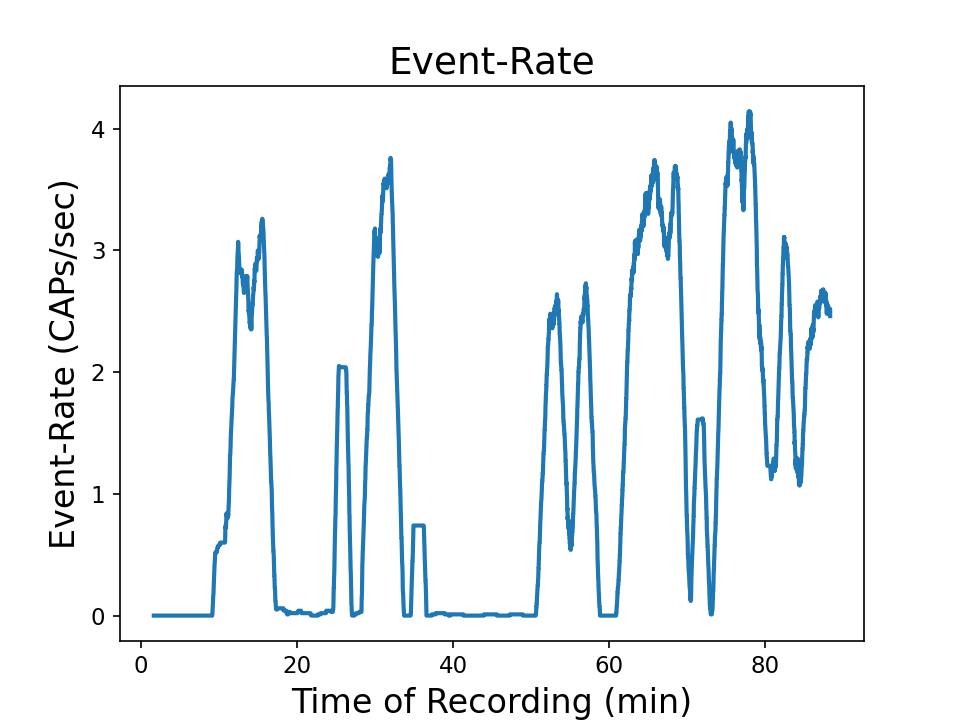 Event-Rate
Event-Rate (CAPs/sec)
4
3
2
1
0
0 20 40 60 80
Time of Recording (min)